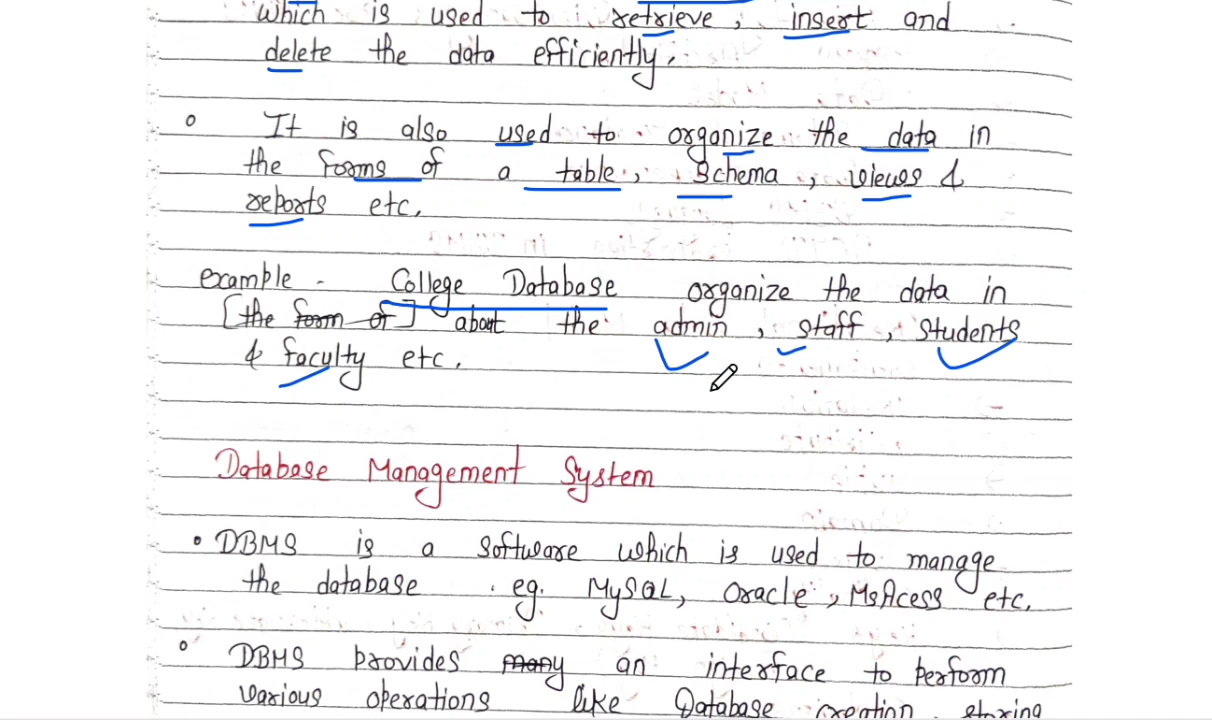 which is used to retrieve, insert and
delete the data efficiently.
It is also used to organize the data in
the forms of a table, Schema, views &
reports etc.
example - College Database organize the data in
[the form of] about the admin, staff, students
& faculty etc.
Database Management System
• DBMS is a software which is used to manage
the database . eg. MySQL, Oracle, MsAcess etc.
DBMS provides many an interface to perform
various operations like Database creation, storing